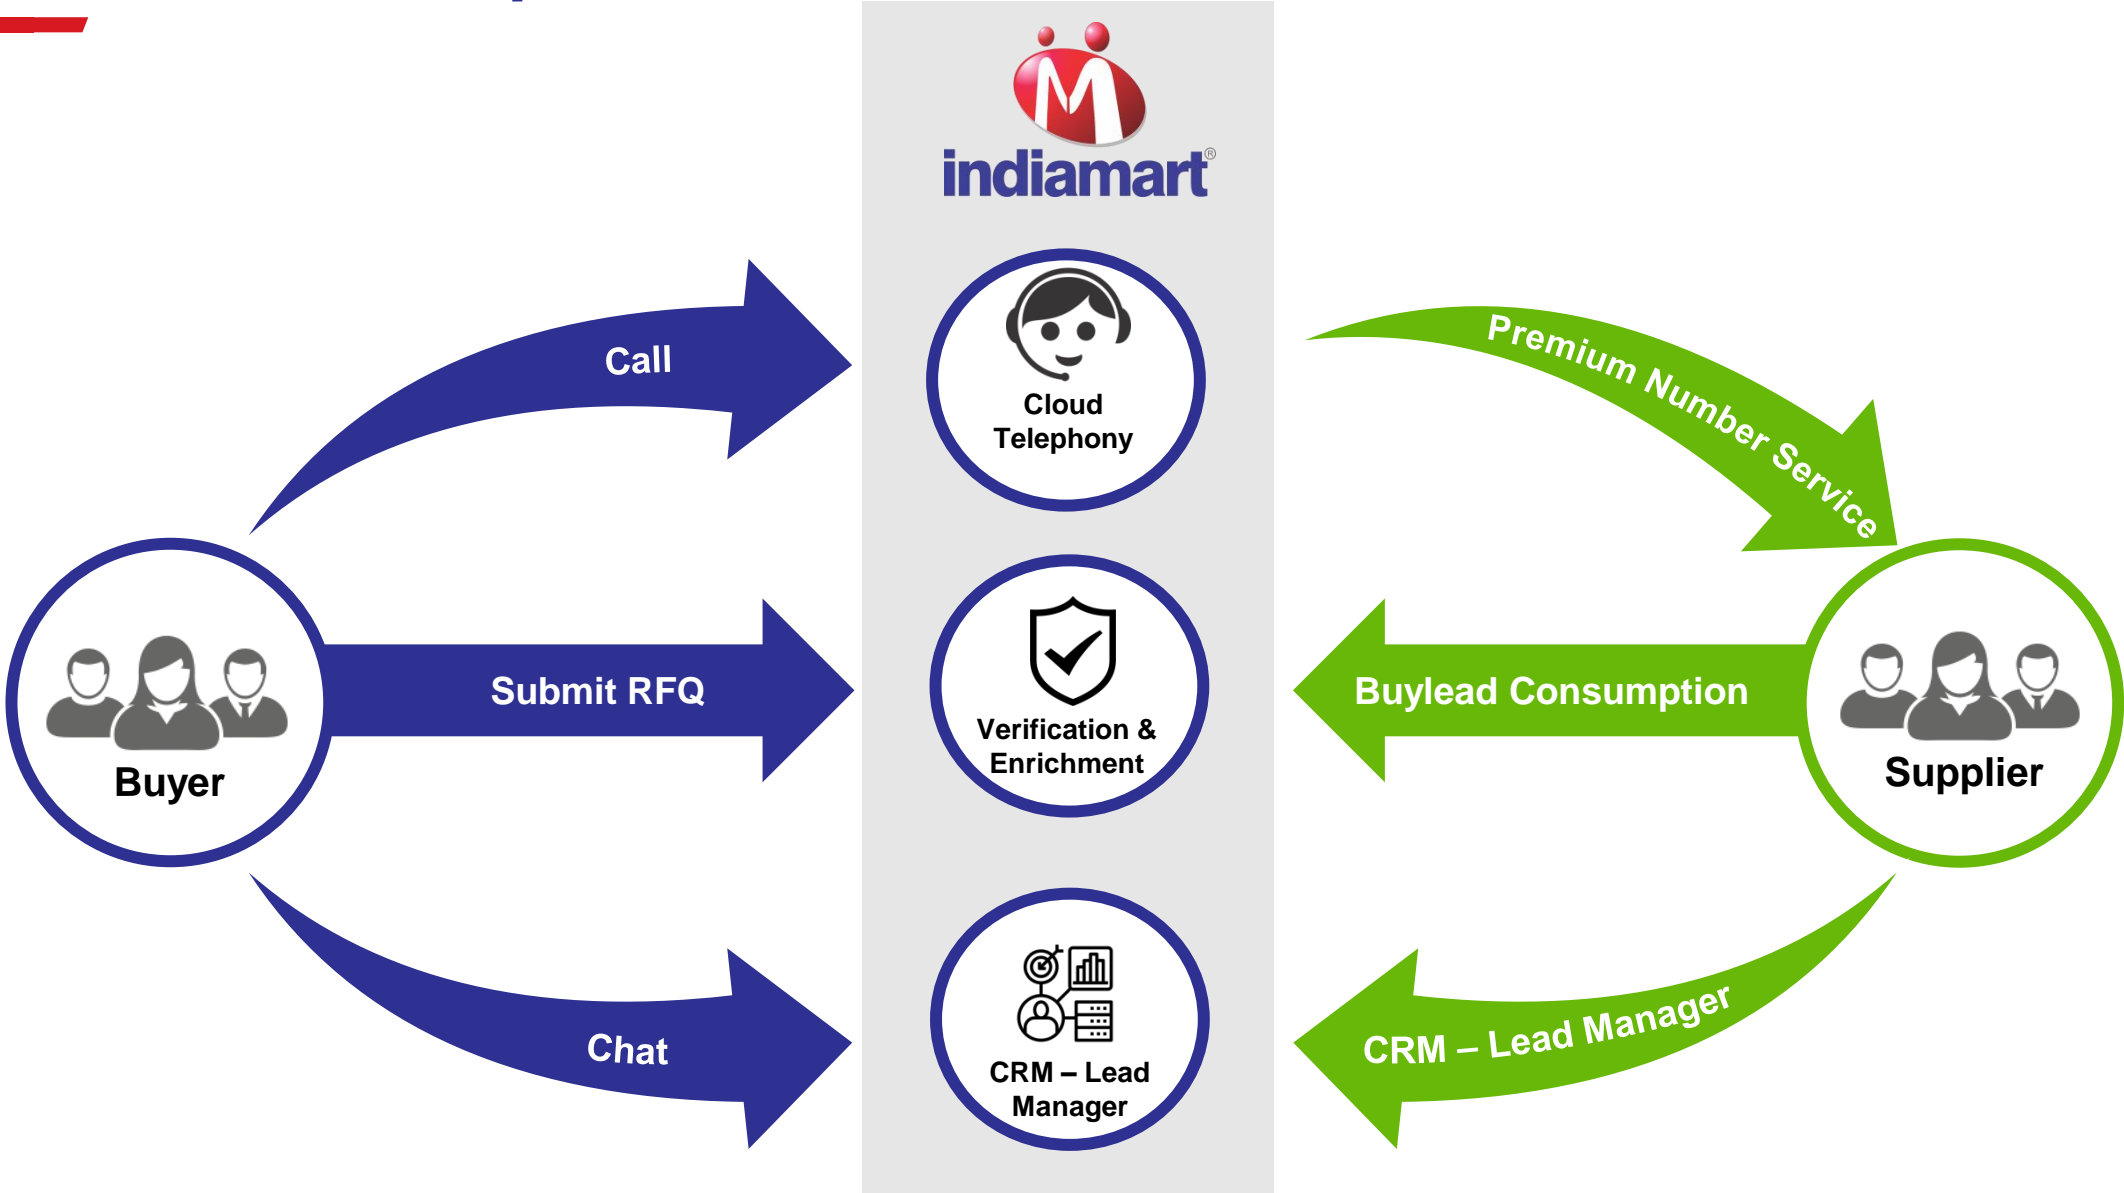 indiamart®
Call
Cloud
Telephony
Premium Number Service
Buyer
Submit RFQ
Verification &
Enrichment
Buylead Consumption
Supplier
Chat
CRM – Lead
Manager
CRM – Lead Manager